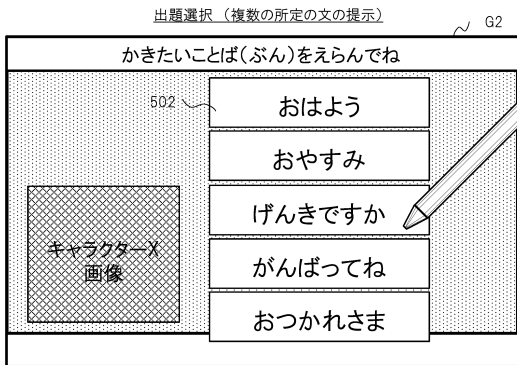 出題選択（複数の所定の文の提示）
G2
かきたいことば（ぶん）をえらんでね
502
おはよう
おやすみ
げんきですか
がんばってね
おつかれさま
キャラクターX
画像